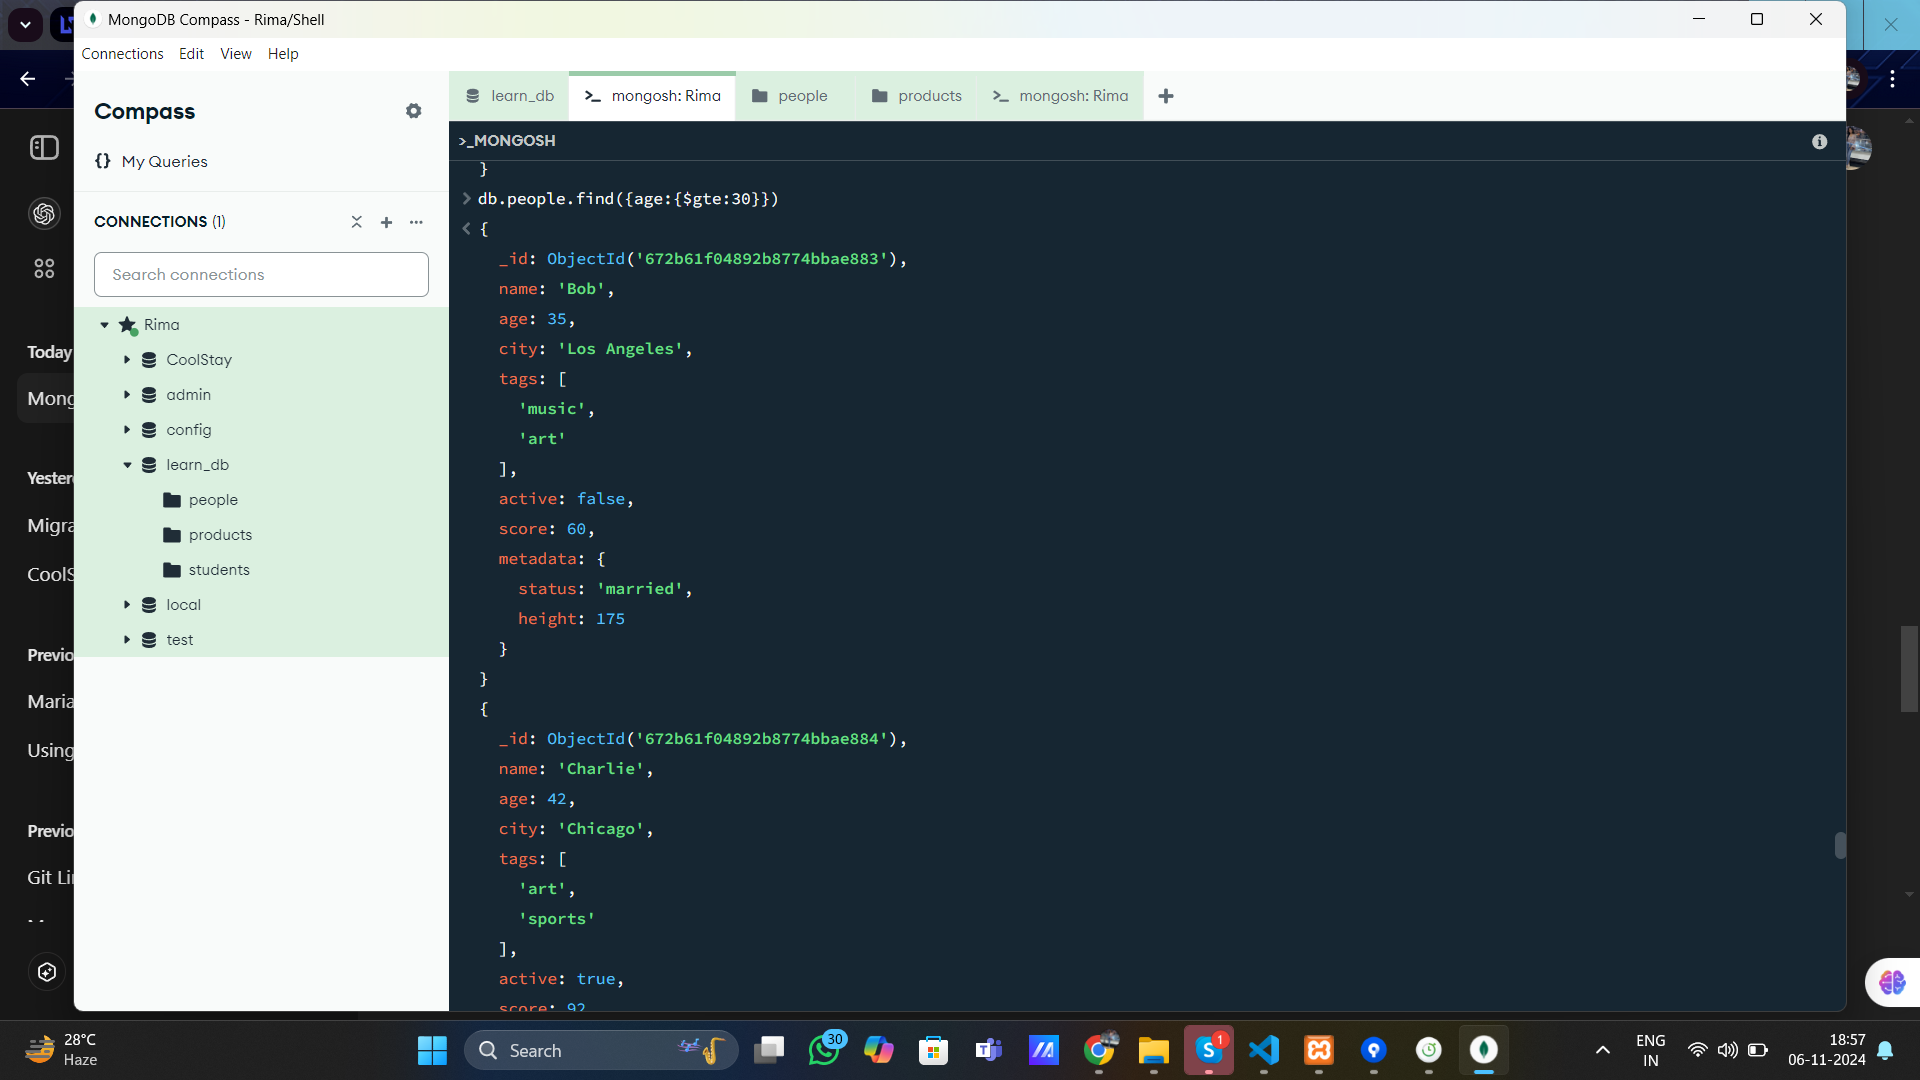 MongoDB Compass - Rima/Shell
Connections Edit View Help
Compass
My Queries
CONNECTIONS (1)
Search connections
Rima
CoolStay
admin
config
learn_db
people
products
students
local
test
learn_db
mongosh: Rima
people
products
mongosh: Rima
>_MONGOSH
}
db.people.find({age:{$gte:30}})
{
_id: ObjectId('672b61f04892b8774bbae883'),
name: 'Bob',
age: 35,
city: 'Los Angeles',
tags: [
'music',
'art'
],
active: false,
score: 60,
metadata: {
status: 'married',
height: 175
}
}
{
_id: ObjectId('672b61f04892b8774bbae884'),
name: 'Charlie',
age: 42,
city: 'Chicago',
tags: [
'art',
'sports'
],
active: true,
score: 92
Today
Mong
Yester
Migra
CoolS
Previo
Maria
Using
Previo
Git Li
28°C
Haze
Search
30
1
ENG
IN
18:57
06-11-2024